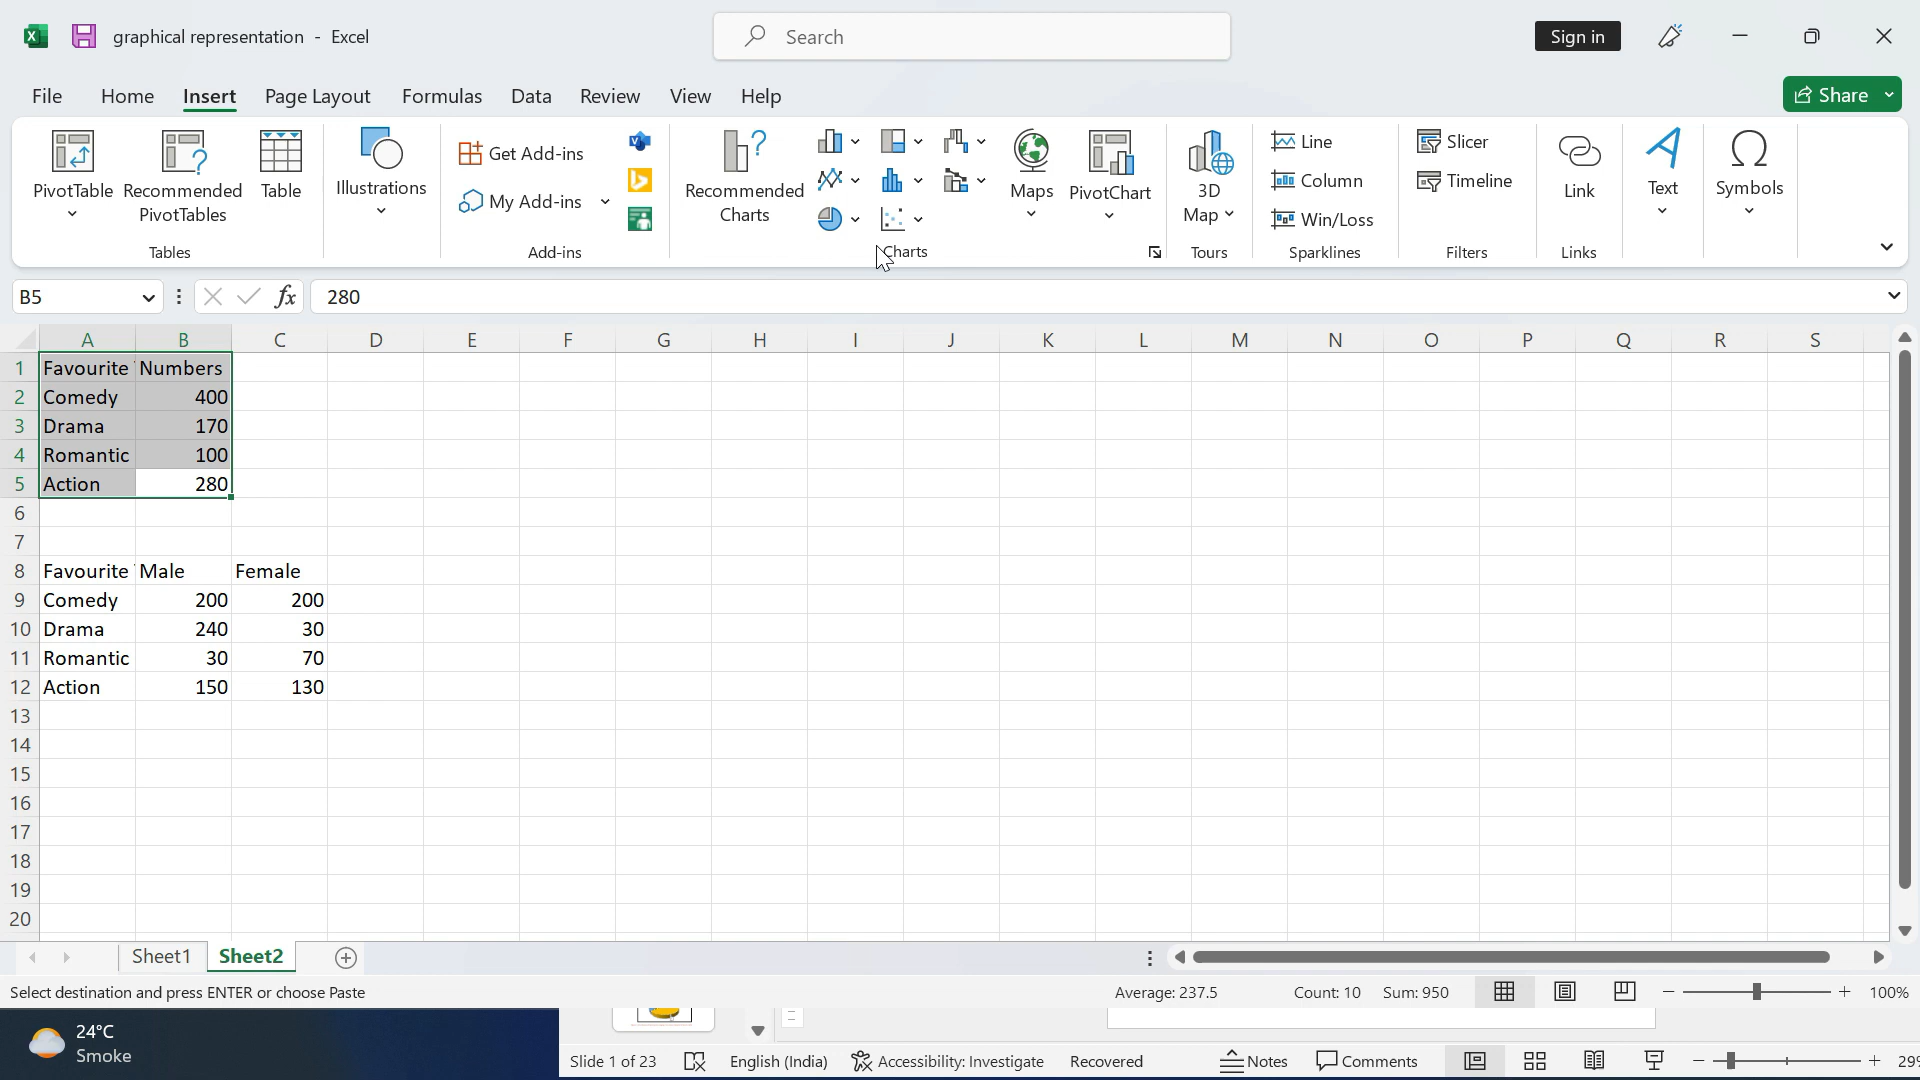 graphical representation - Excel
Search
Sign in
File Home Insert Page Layout Formulas Data Review View Help
Share
PivotTable
Recommended PivotTables
Table
Tables
Illustrations
Get Add-ins
My Add-ins
Add-ins
Recommended Charts
Maps
PivotChart
Charts
3D Map
Tours
Line
Column
Win/Loss
Sparklines
Slicer
Timeline
Filters
Link
Links
Text
Symbols
B5 fx 280
A B C D E F G H I J K L M N O P Q R S
1 Favourite Numbers
2 Comedy 400
3 Drama 170
4 Romantic 100
5 Action 280
6
7
8 Favourite Male Female
9 Comedy 200 200
10 Drama 240 30
11 Romantic 30 70
12 Action 150 130
13
14
15
16
17
18
19
20
Sheet1 Sheet2
Select destination and press ENTER or choose Paste Average: 237.5 Count: 10 Sum: 950 100%
24°C
Smoke
Slide 1 of 23 English (India) Accessibility: Investigate Recovered Notes Comments